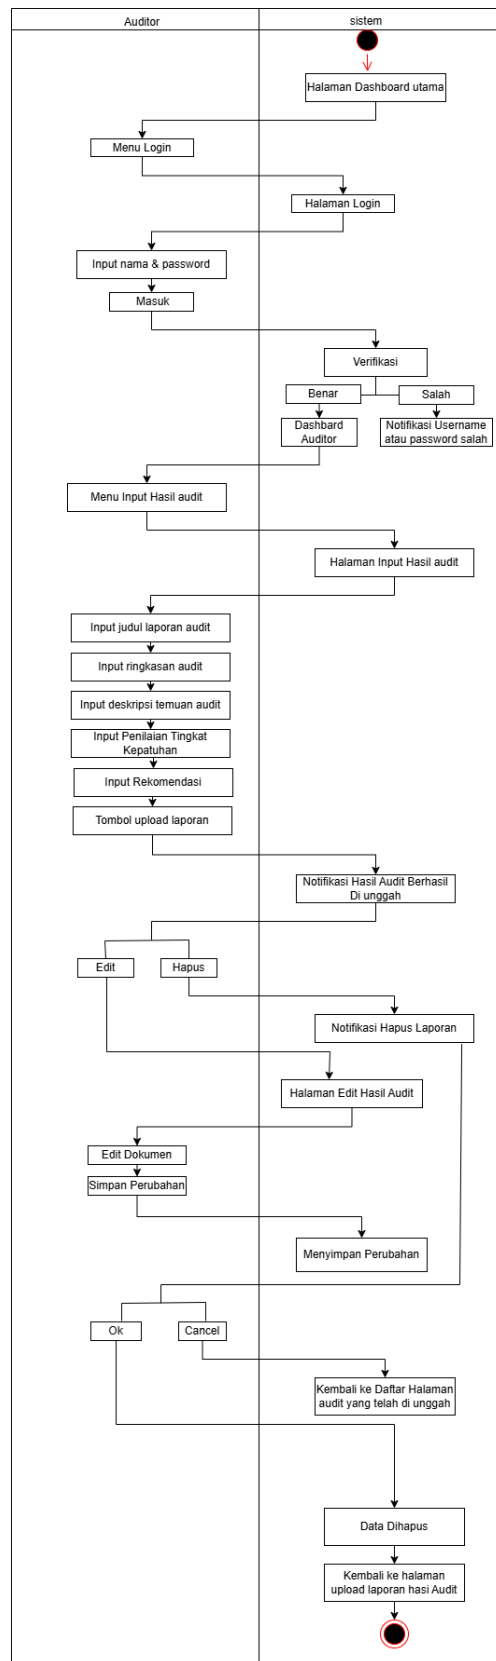 Auditor
sistem
Halaman Dashboard utama
Menu Login
Halaman Login
Input nama & password
Masuk
Verifikasi
Benar
Salah
Dashbard
Auditor
Notifikasi Username
atau password salah
Menu Input Hasil audit
Halaman Input Hasil audit
Input judul laporan audit
Input ringkasan audit
Input deskripsi temuan audit
Input Penilaian Tingkat
Kepatuhan
Input Rekomendasi
Tombol upload laporan
Notifikasi Hasil Audit Berhasil
Di unggah
Edit
Hapus
Notifikasi Hapus Laporan
Halaman Edit Hasil Audit
Edit Dokumen
Simpan Perubahan
Menyimpan Perubahan
Ok
Cancel
Kembali ke Daftar Halaman
audit yang telah di unggah
Data Dihapus
Kembali ke halaman
upload laporan hasi Audit